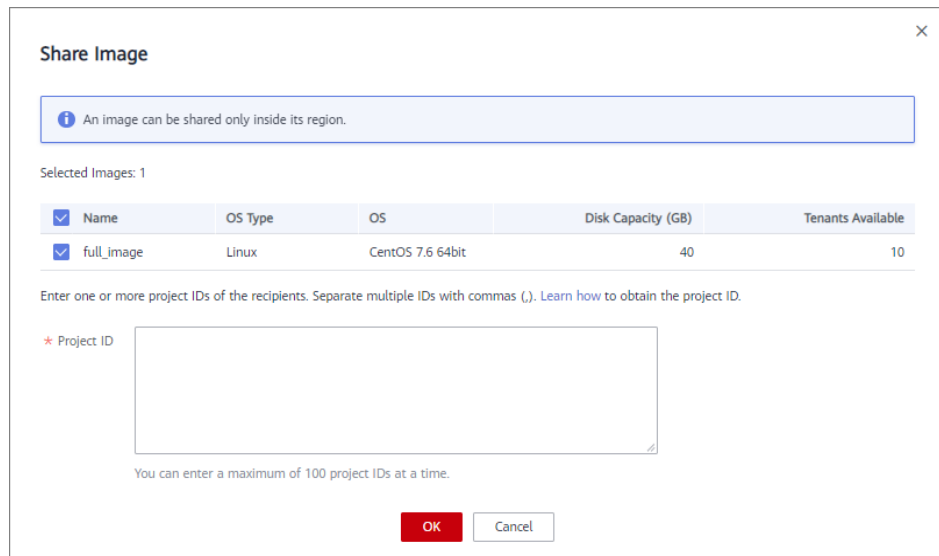 Share Image
An image can be shared only inside its region.
Selected Images: 1
Name OS Type OS Disk Capacity (GB) Tenants Available
full_image Linux CentOS 7.6 64bit 40 10
Enter one or more project IDs of the recipients. Separate multiple IDs with commas (,). Learn how to obtain the project ID.
* Project ID
You can enter a maximum of 100 project IDs at a time.
OK Cancel